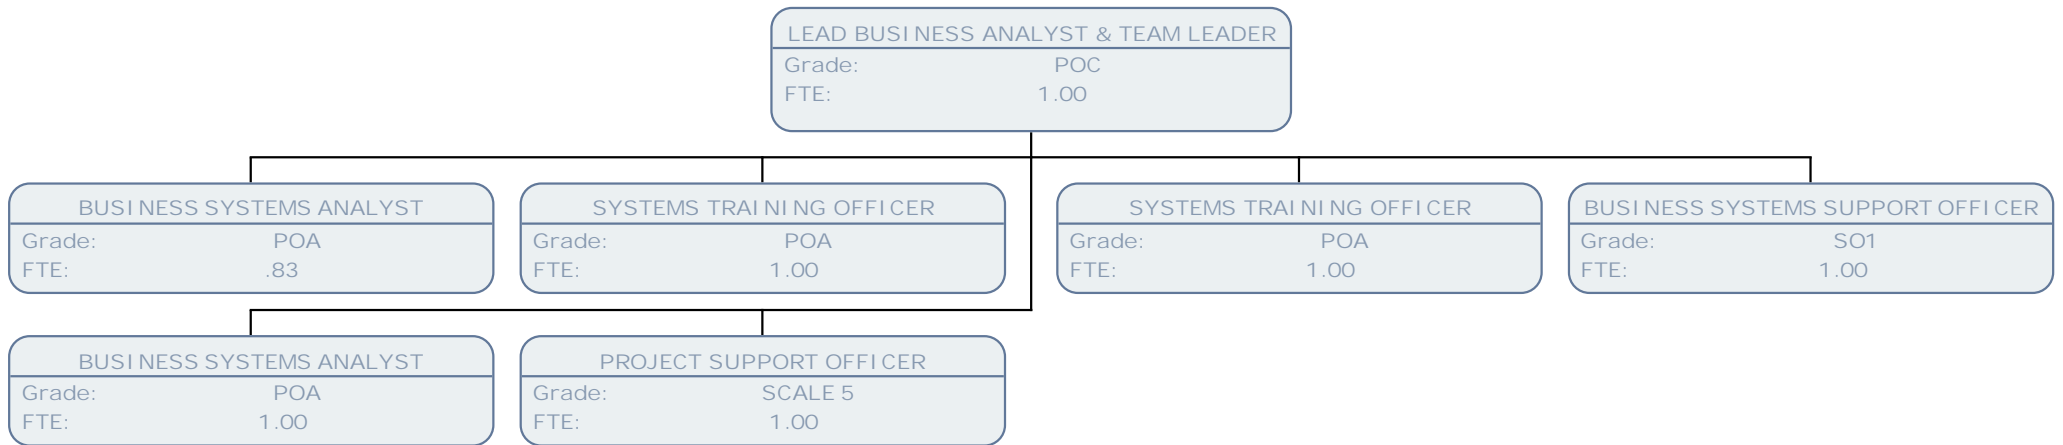 LEAD BUSINESS ANALYST & TEAM LEADER
Grade: POC
FTE: 1.00
BUSINESS SYSTEMS ANALYST
Grade: POA
FTE: .83
SYSTEMS TRAINING OFFICER
Grade: POA
FTE: 1.00
SYSTEMS TRAINING OFFICER
Grade: POA
FTE: 1.00
BUSINESS SYSTEMS SUPPORT OFFICER
Grade: SO1
FTE: 1.00
BUSINESS SYSTEMS ANALYST
Grade: POA
FTE: 1.00
PROJECT SUPPORT OFFICER
Grade: SCALE 5
FTE: 1.00